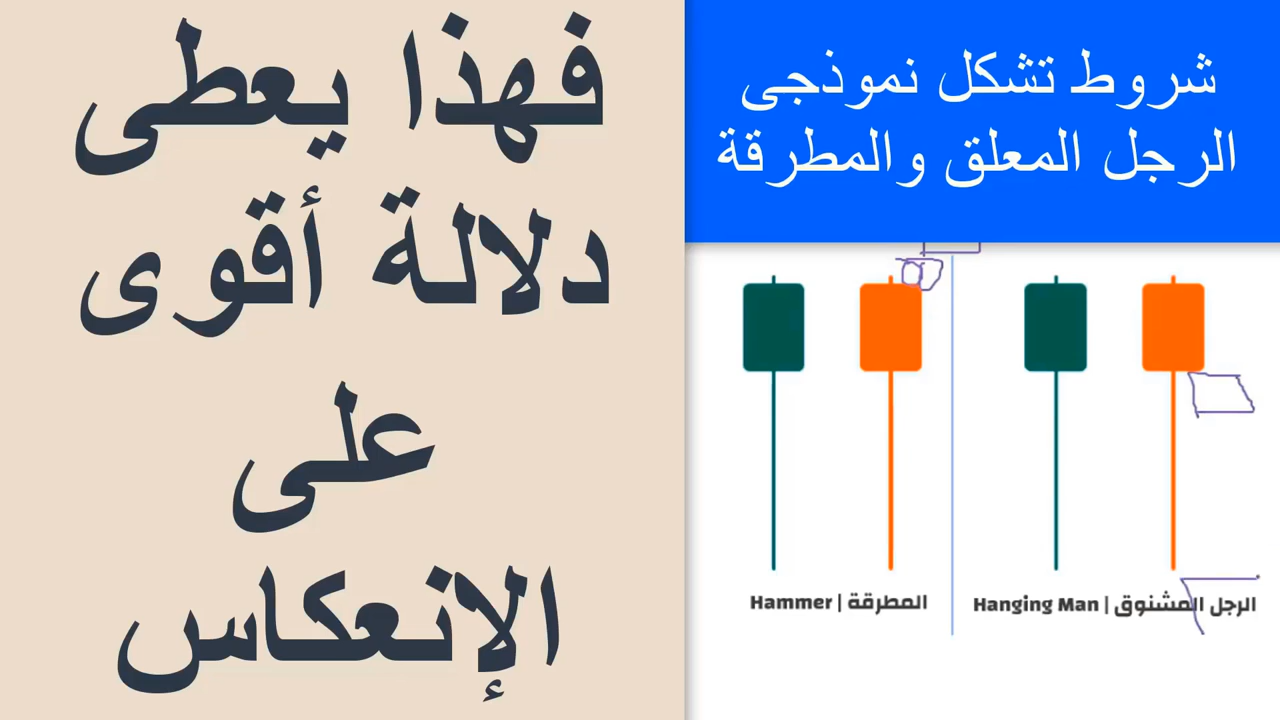 شروط تشكل نموذجى
الرجل المعلق والمطرقة
فهذا يعطى
دلالة أقوى
على
الإنعكاس
Hammer | المطرقة
Hanging Man | الرجل المشنوق